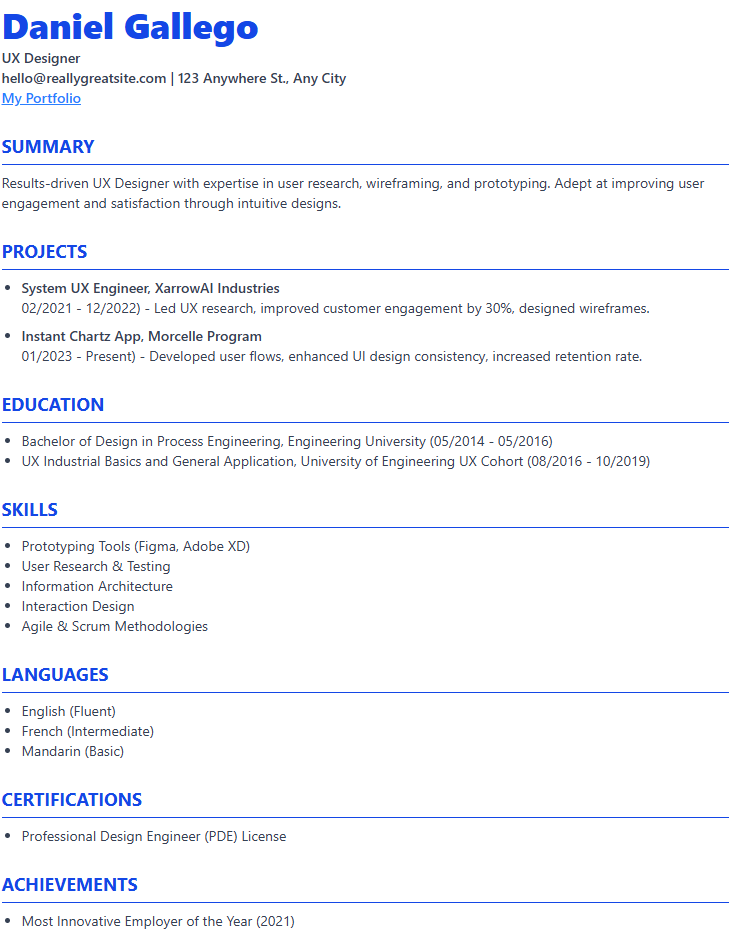 Daniel Gallego
UX Designer
hello@reallygreatsite.com | 123 Anywhere St., Any City
My Portfolio
SUMMARY
Results-driven UX Designer with expertise in user research, wireframing, and prototyping. Adept at improving user
engagement and satisfaction through intuitive designs.
PROJECTS
• System UX Engineer, XarrowAI Industries
02/2021 - 12/2022) - Led UX research, improved customer engagement by 30%, designed wireframes.
• Instant Chartz App, Morcelle Program
01/2023 - Present) - Developed user flows, enhanced UI design consistency, increased retention rate.
EDUCATION
• Bachelor of Design in Process Engineering, Engineering University (05/2014 - 05/2016)
• UX Industrial Basics and General Application, University of Engineering UX Cohort (08/2016 - 10/2019)
SKILLS
• Prototyping Tools (Figma, Adobe XD)
• User Research & Testing
• Information Architecture
• Interaction Design
• Agile & Scrum Methodologies
LANGUAGES
• English (Fluent)
• French (Intermediate)
• Mandarin (Basic)
CERTIFICATIONS
• Professional Design Engineer (PDE) License
ACHIEVEMENTS
• Most Innovative Employer of the Year (2021)